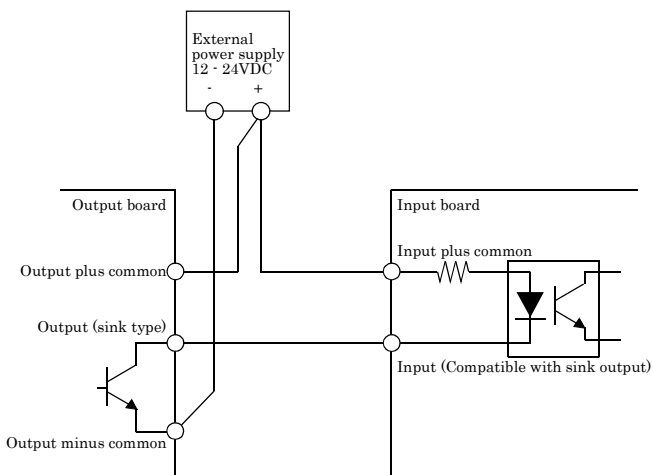 External
power supply
12 - 24VDC
- +
Output board
Input board
Input plus common
Output plus common
Output (sink type)
Input (Compatible with sink output)
Output minus common